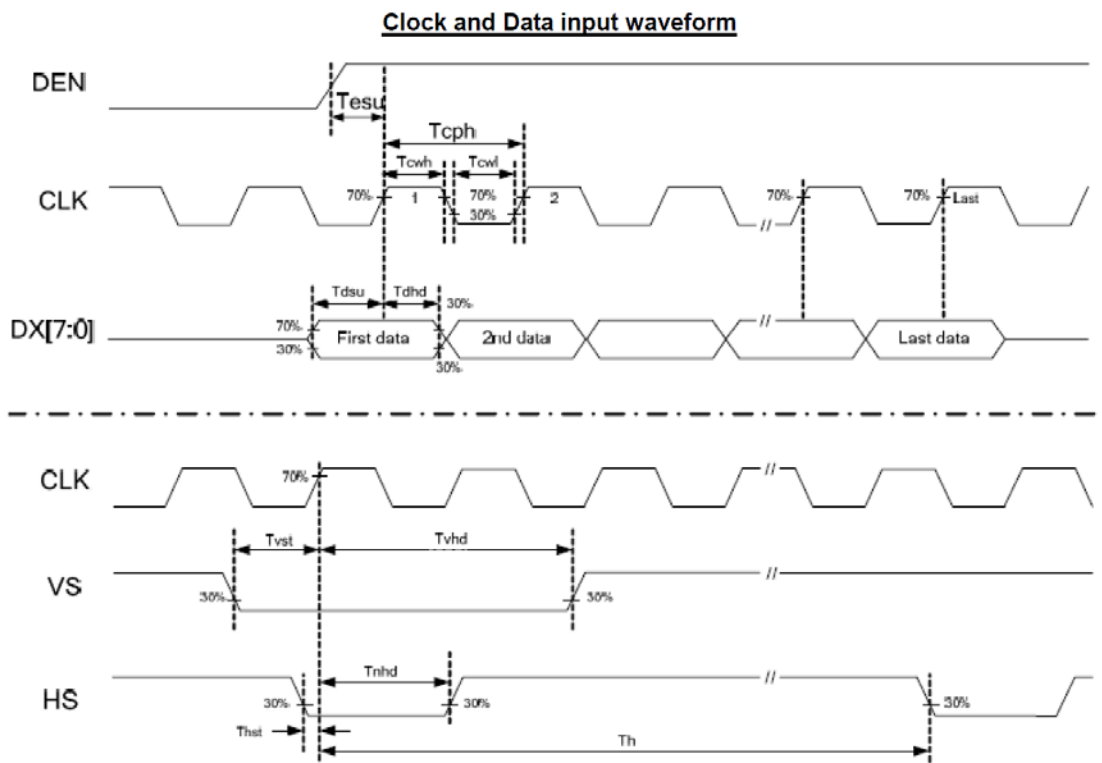 Clock and Data input waveform
DEN
Tesu
Tcph
Tcwh
Tcwl
CLK
70%
1
70%
30%
2
70%
70%
Last
//
Tdsu
Tdhd
30%
DX[7:0]
70%
30%
First data
2nd data
//
Last data
30%
CLK
70%
//
Tvst
Tvhd
VS
30%
30%
//
Tnhd
HS
30%
30%
//
30%
Thst
Th